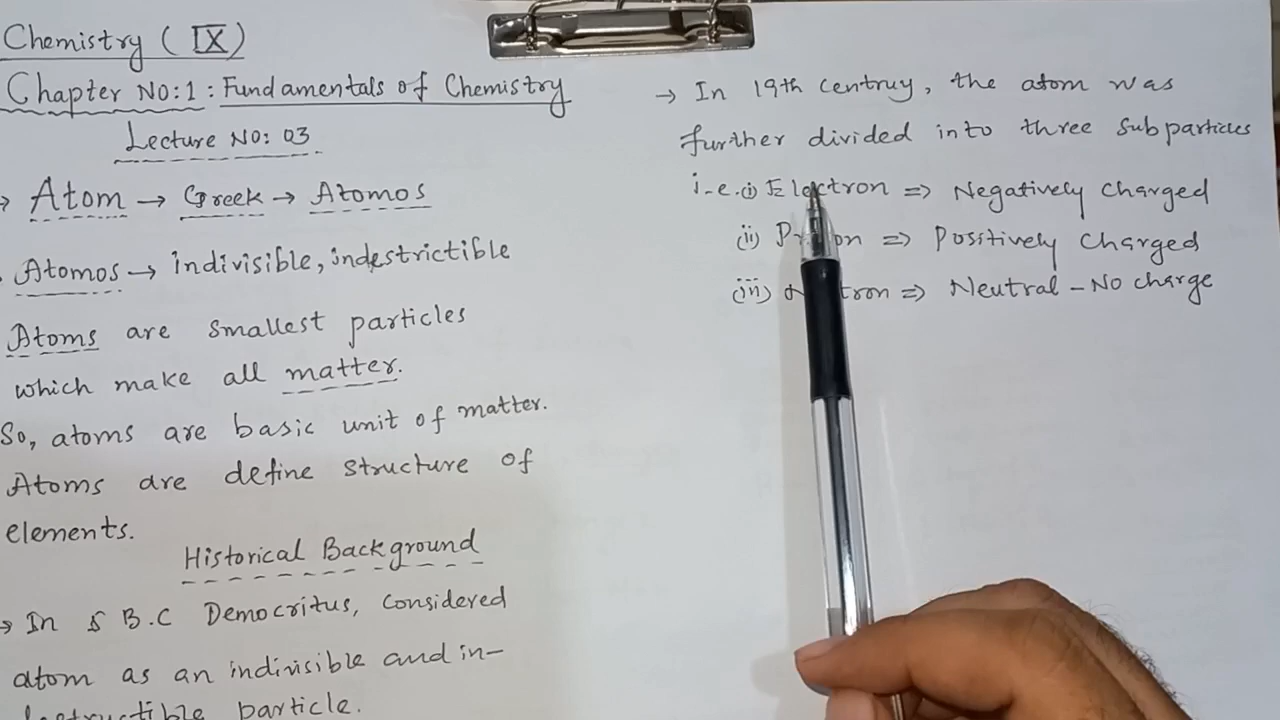 Chemistry (IX)
Chapter NO:1: Fundamentals of Chemistry
Lecture NO: 03
→ Atom → Greek → Atomos
Atomos → indivisible, indestrictible
Atoms are smallest particles
which make all matter.
So, atoms are basic unit of matter.
Atoms are define structure of
elements.
Historical Background
→ In 5 B.C Democritus, considered
atom as an indivisible and in-
particle.
→ In 19th centruy, the atom was
further divided into three subparticles
i-e. (i) Electron => Negatively charged
(ii) => Positively charged
(iii) => Neutral - No charge